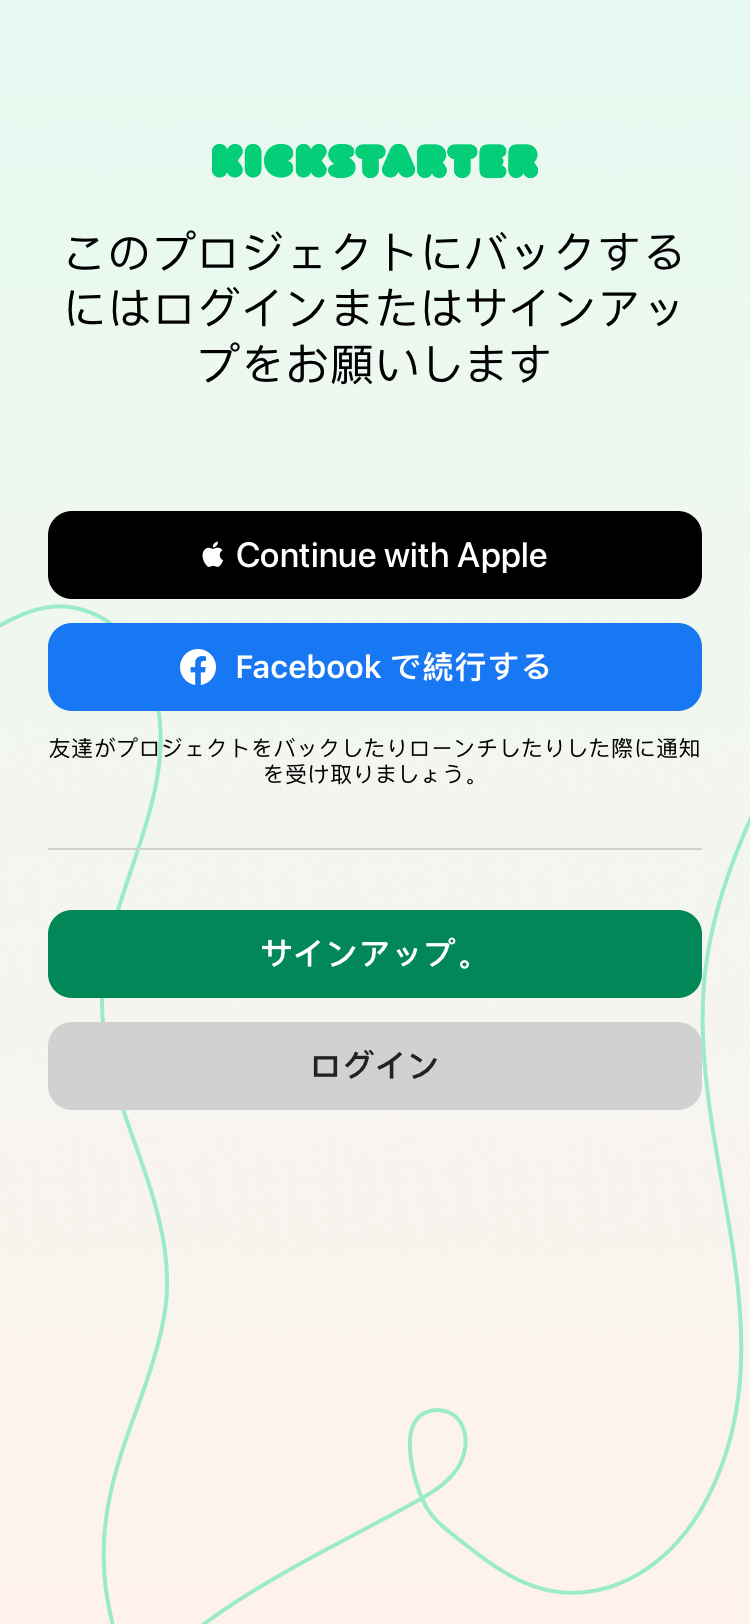 KICKSTARTER
このプロジェクトにバックする
にはログインまたはサインアッ
プをお願いします
Continue with Apple
Facebook で続行する
友達がプロジェクトをバックしたりローンチしたりした際に通知
を受け取りましょう。
サインアップ。
ログイン